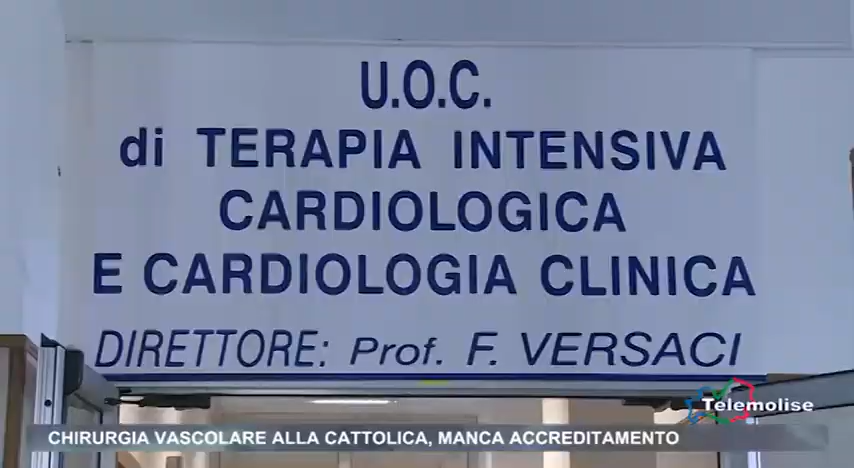 U.O.C.
di TERAPIA INTENSIVA
CARDIOLOGICA
E CARDIOLOGIA CLINICA
DIRETTORE: Prof. F. VERSACI
Telemolise
CHIRURGIA VASCOLARE ALLA CATTOLICA, MANCA ACCREDITAMENTO